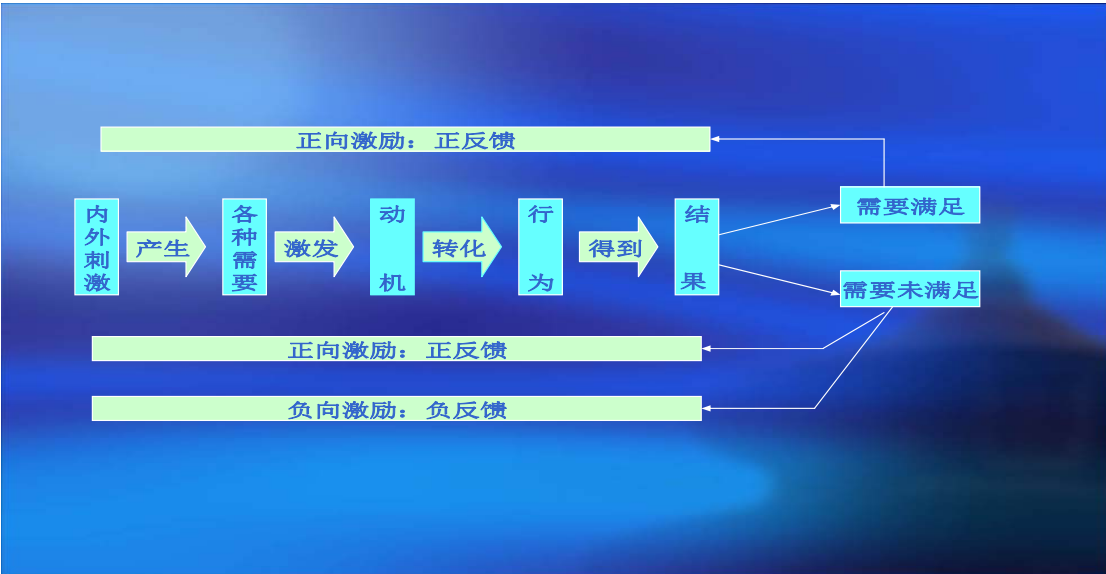 正向激励：正反馈
内外刺激
产生
各种需要
激发
动机
转化
行为
得到
结果
需要满足
需要未满足
正向激励：正反馈
负向激励：负反馈